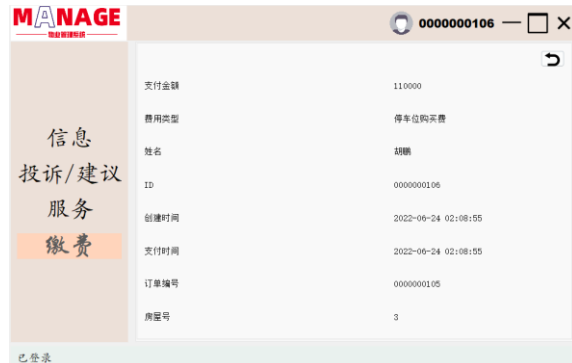 MANAGE
物业管理系统
0000000106
信息
投诉/建议
服务
缴费
支付金额 110000
费用类型 停车位购买费
姓名 胡鹏
ID 0000000106
创建时间 2022-06-24 02:08:55
支付时间 2022-06-24 02:08:55
订单编号 0000000105
房屋号 3
已登录